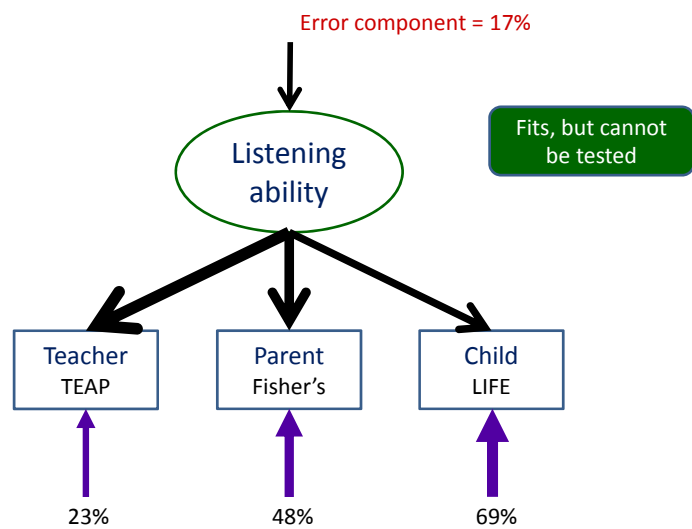 Error component = 17%
Listening
ability
Fits, but cannot
be tested
Teacher
TEAP
Parent
Fisher's
Child
LIFE
23%
48%
69%